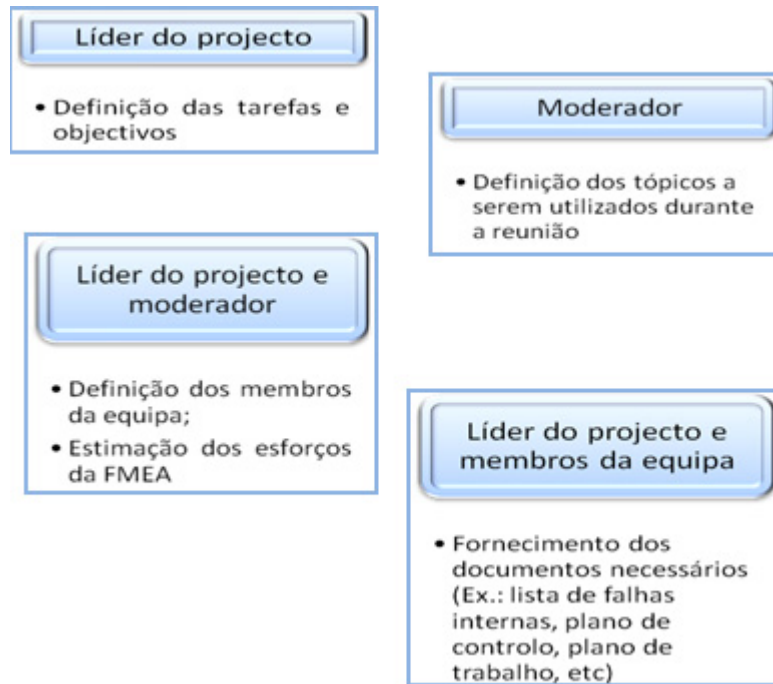 Líder do projecto
• Definição das tarefas e
objectivos
Moderador
• Definição dos tópicos a
serem utilizados durante
a reunião
Líder do projecto e
moderador
• Definição dos membros
da equipa;
• Estimação dos esforços
da FMEA
Líder do projecto e
membros da equipa
• Fornecimento dos
documentos necessários
(Ex.: lista de falhas
internas, plano de
controlo, plano de
trabalho, etc)